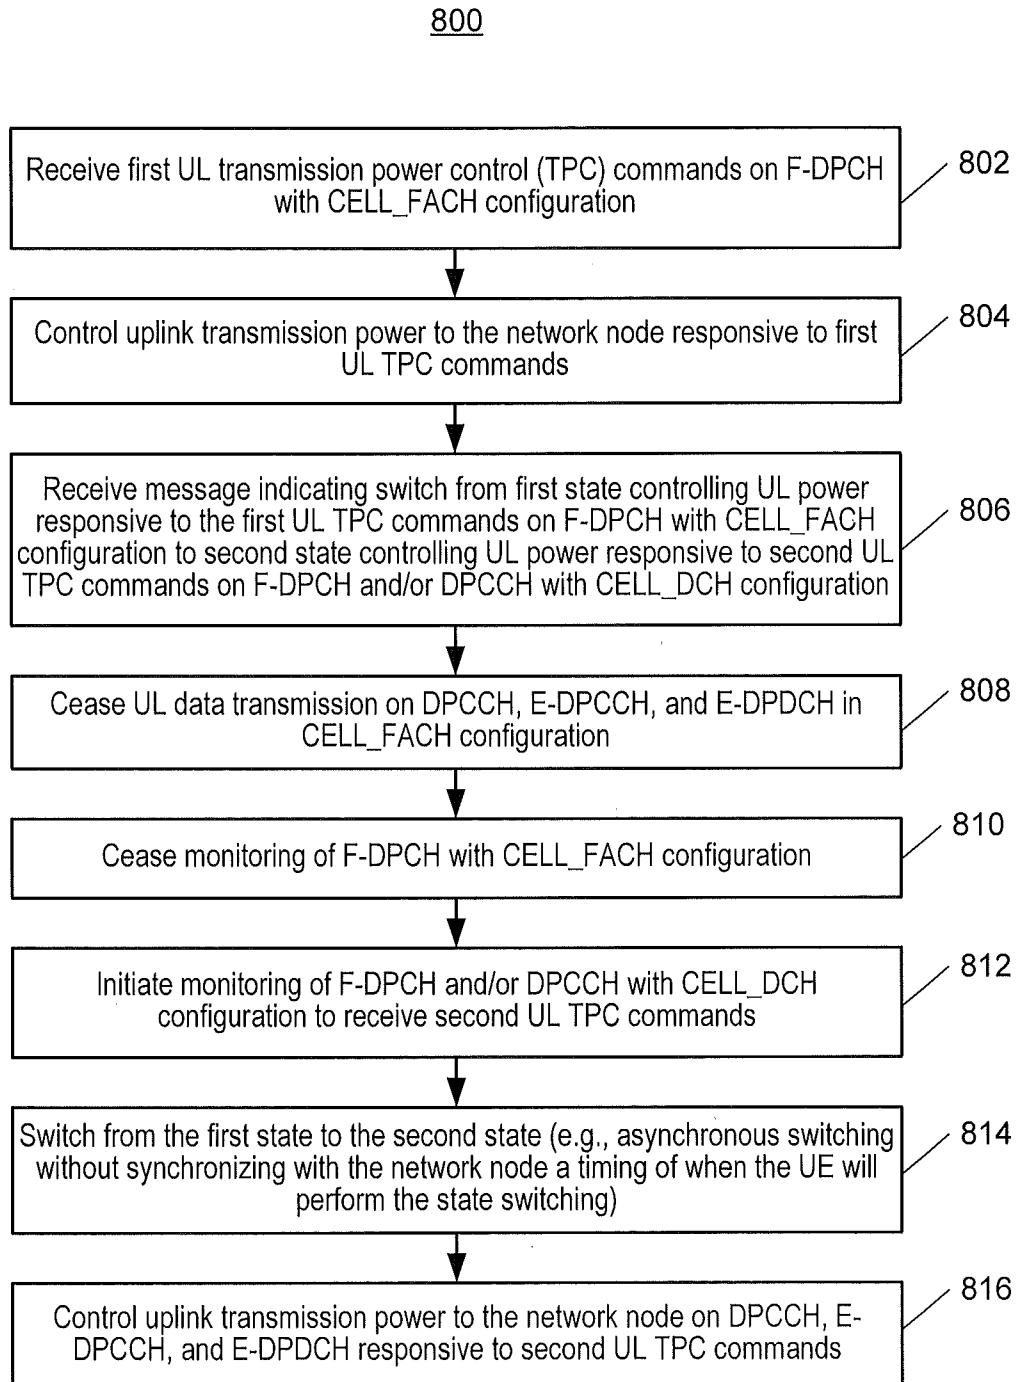 800
Receive first UL transmission power control (TPC) commands on F-DPCH
with CELL_FACH configuration
802
Control uplink transmission power to the network node responsive to first
UL TPC commands
804
Receive message indicating switch from first state controlling UL power
responsive to the first UL TPC commands on F-DPCH with CELL_FACH
configuration to second state controlling UL power responsive to second UL
TPC commands on F-DPCH and/or DPCCH with CELL_DCH configuration
806
Cease UL data transmission on DPCCH, E-DPCCH, and E-DPDCH in
CELL_FACH configuration
808
Cease monitoring of F-DPCH with CELL_FACH configuration
810
Initiate monitoring of F-DPCH and/or DPCCH with CELL_DCH
configuration to receive second UL TPC commands
812
Switch from the first state to the second state (e.g., asynchronous switching
without synchronizing with the network node a timing of when the UE will
perform the state switching)
814
Control uplink transmission power to the network node on DPCCH, E-
DPCCH, and E-DPDCH responsive to second UL TPC commands
816